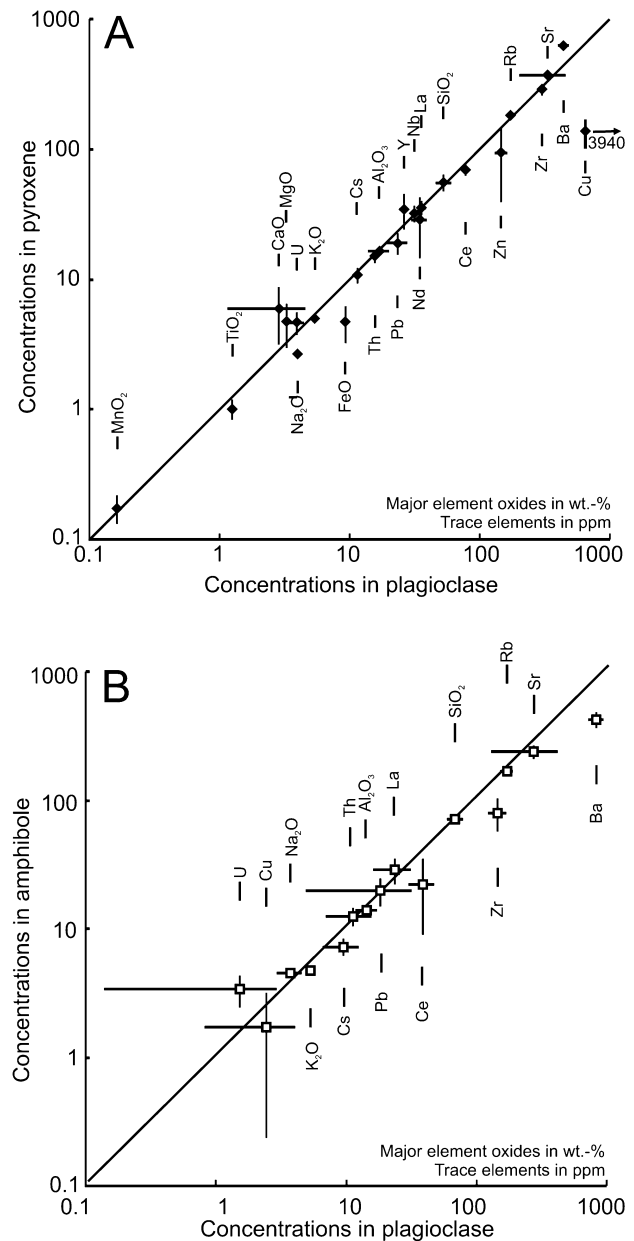 A
1000
100
10
1
0.1
Concentrations in pyroxene
MnO2
TiO2
CaO
MgO
U
K2O
Cs
Al2O3
Y
Nb
La
SiO2
Rb
Sr
Na2O
FeO
Th
Pb
Nd
Ce
Zn
Zr
Ba
Cu
3940
Major element oxides in wt.-%
Trace elements in ppm
0.1 1 10 100 1000
Concentrations in plagioclase
B
1000
100
10
1
0.1
Concentrations in amphibole
U
Cu
Na2O
Th
Al2O3
La
SiO2
Rb
Sr
K2O
Cs
Pb
Ce
Zr
Ba
Major element oxides in wt.-%
Trace elements in ppm
1 10 100 1000
Concentrations in plagioclase